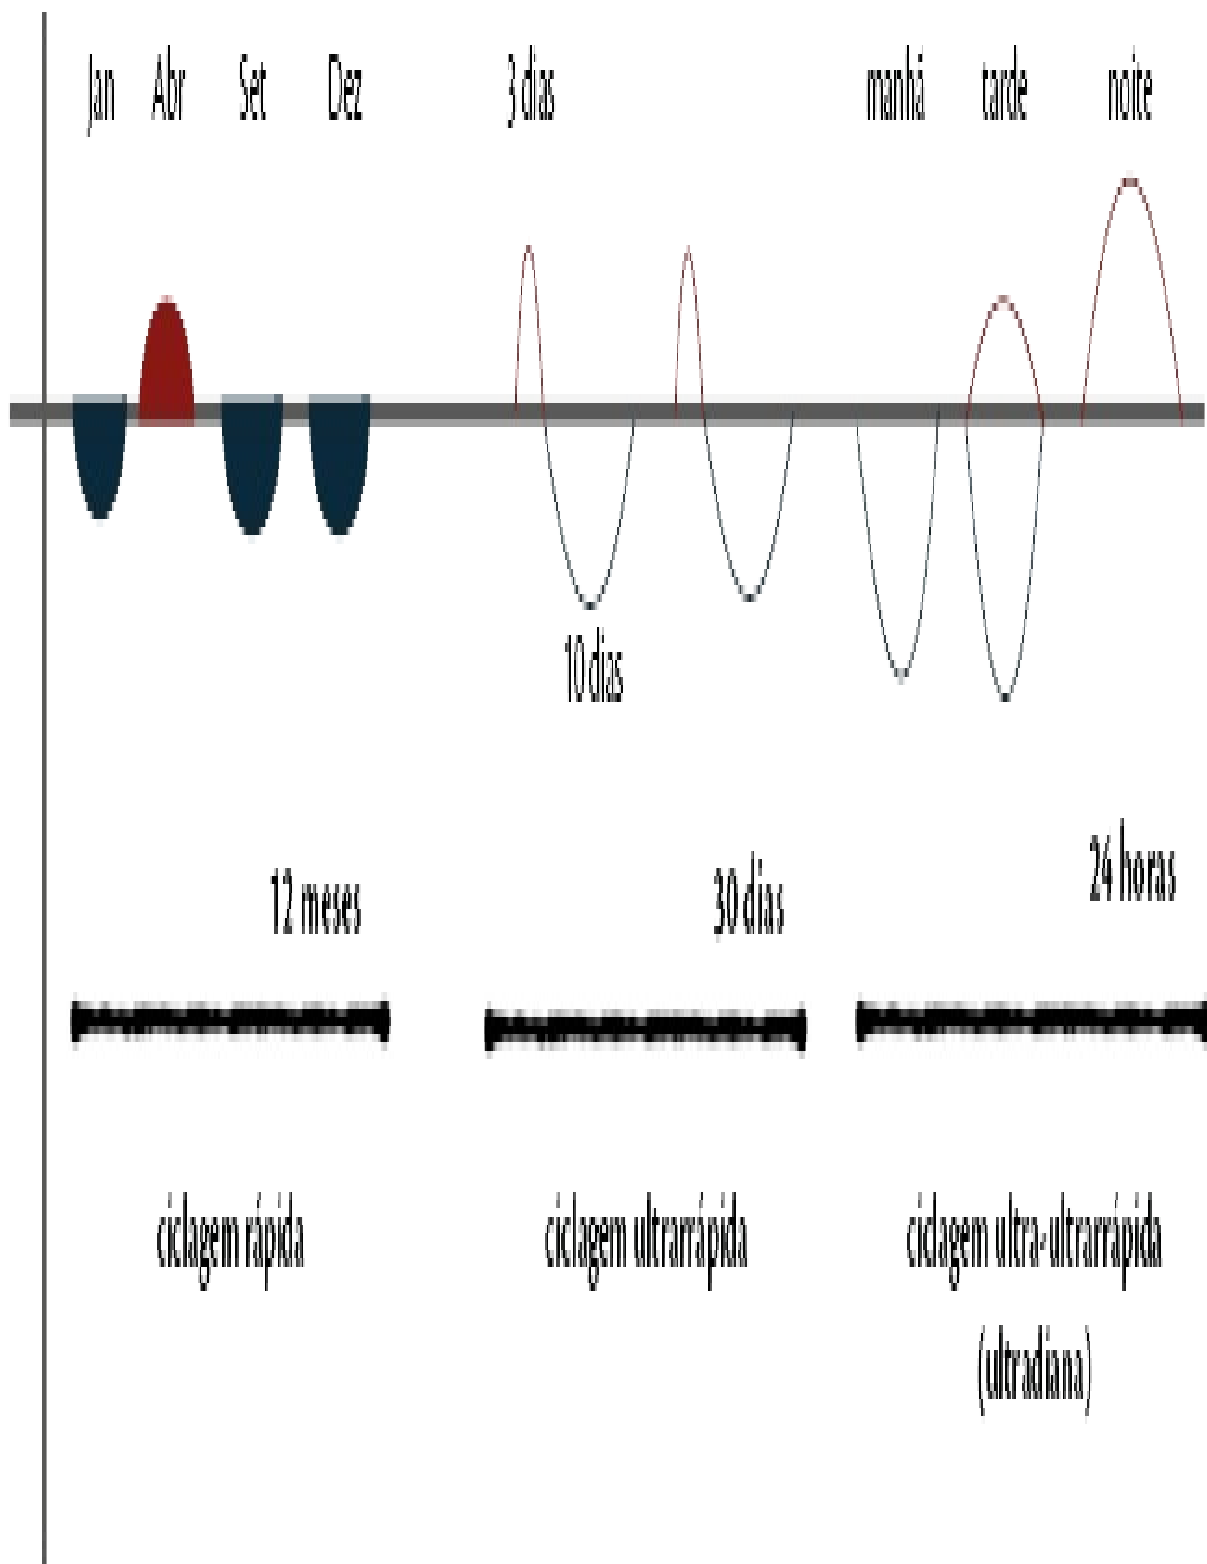 Jan Abr Set Dez 3 dias manhã tarde noite
10 dias
12 meses 30 dias 24 horas
ciclagem rápida ciclagem ultrarrápida ciclagem ultra-ultrarrápida
(ultradiana)